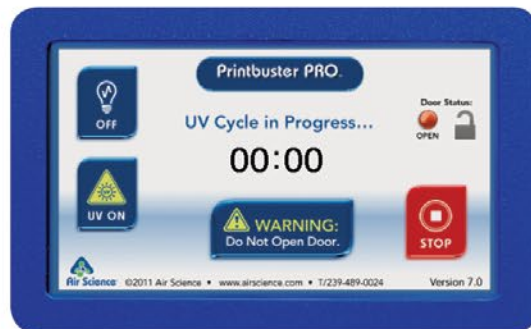 Printbuster PRO™
Door Status:
OFF
UV Cycle in Progress...
OPEN
00:00
UV ON
WARNING:
Do Not Open Door.
STOP
Air Science ©2011 Air Science • www.airscience.com • T/239-489-0024 Version 7.0